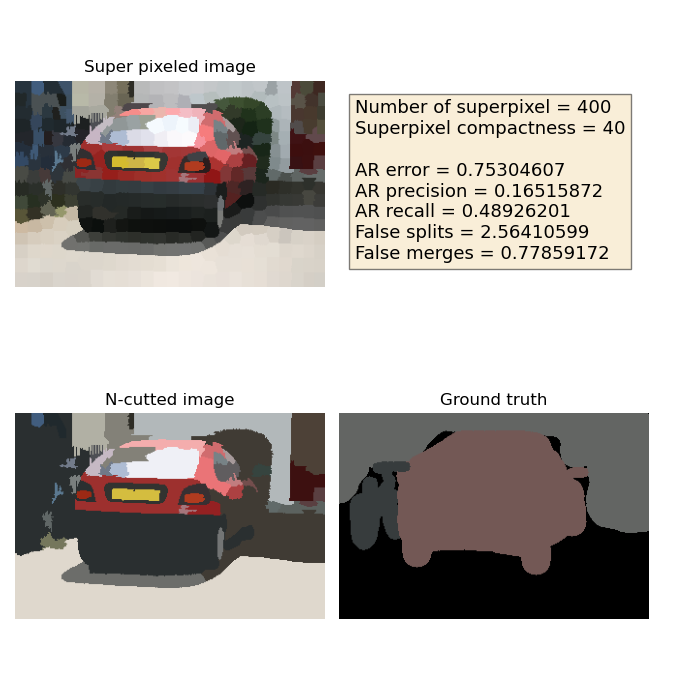 Super pixeled image
Number of superpixel = 400
Superpixel compactness = 40
AR error = 0.75304607
AR precision = 0.16515872
AR recall = 0.48926201
False splits = 2.56410599
False merges = 0.77859172
N-cutted image
Ground truth